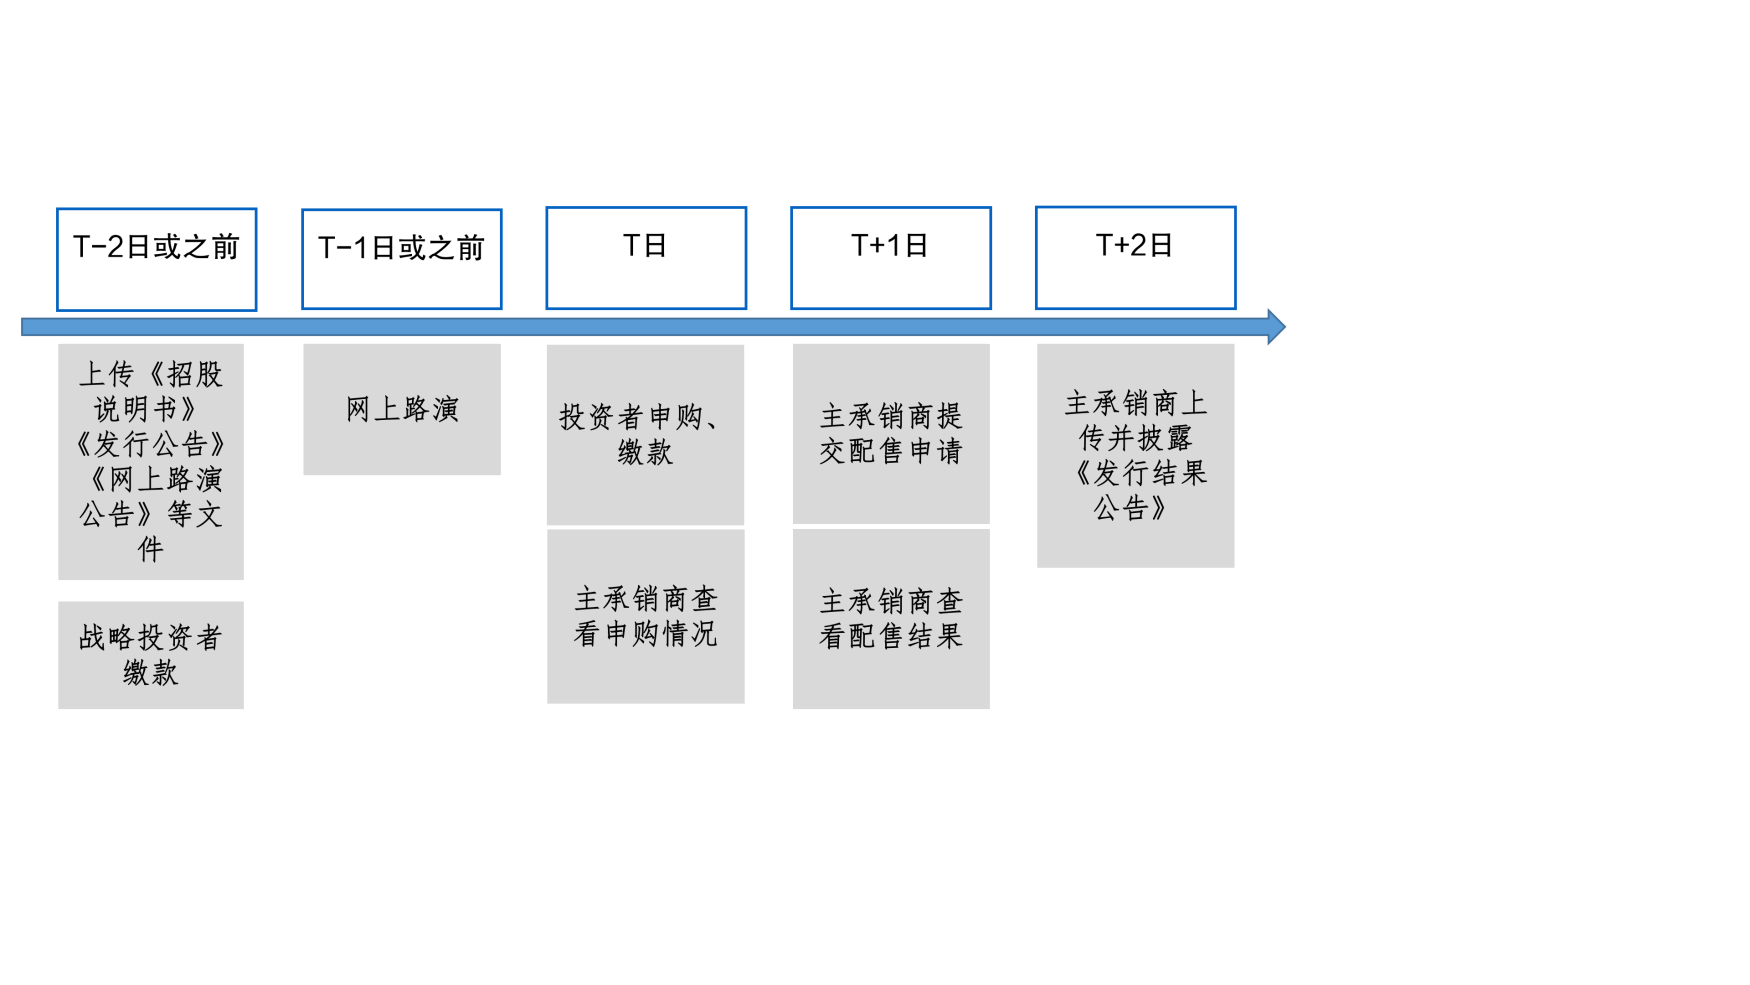 T-2日或之前
T-1日或之前
T日
T+1日
T+2日
上传《招股
说明书》
《发行公告》
《网上路演
公告》等文
件
战略投资者
缴款
网上路演
投资者申购、
缴款
主承销商查
看申购情况
主承销商提
交配售申请
主承销商查
看配售结果
主承销商上
传并披露
《发行结果
公告》